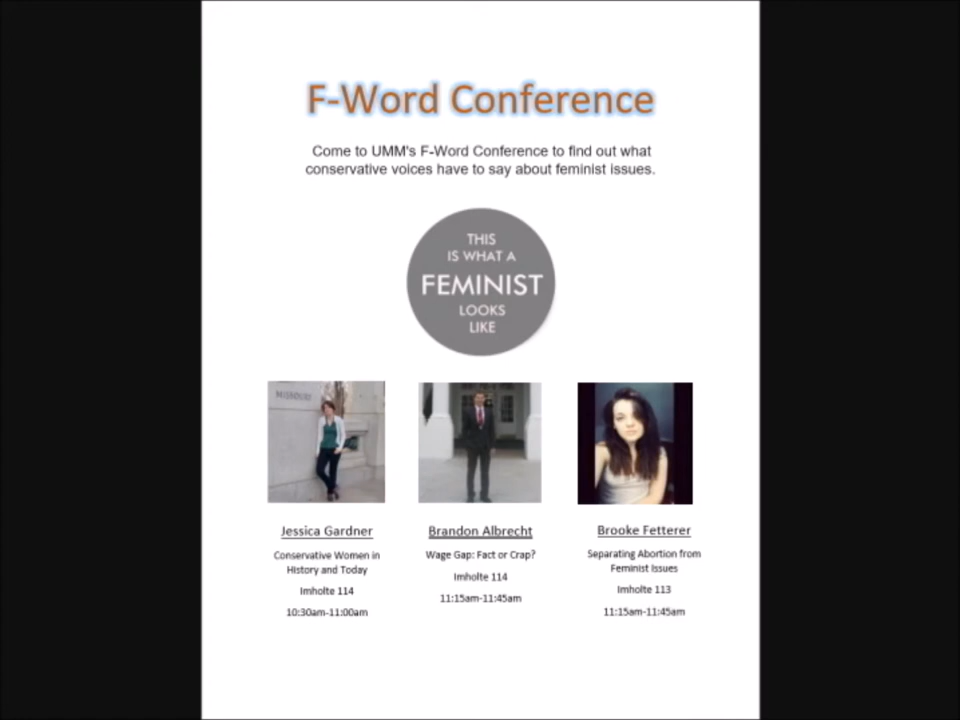 F-Word Conference
Come to UMM's F-Word Conference to find out what
conservative voices have to say about feminist issues.
THIS
IS WHAT A
FEMINIST
LOOKS
LIKE
MISSOURI
Jessica Gardner
Conservative Women in
History and Today
Imholte 114
10:30am-11:00am
Brandon Albrecht
Wage Gap: Fact or Crap?
Imholte 114
11:15am-11:45am
Brooke Fetterer
Separating Abortion from
Feminist Issues
Imholte 113
11:15am-11:45am